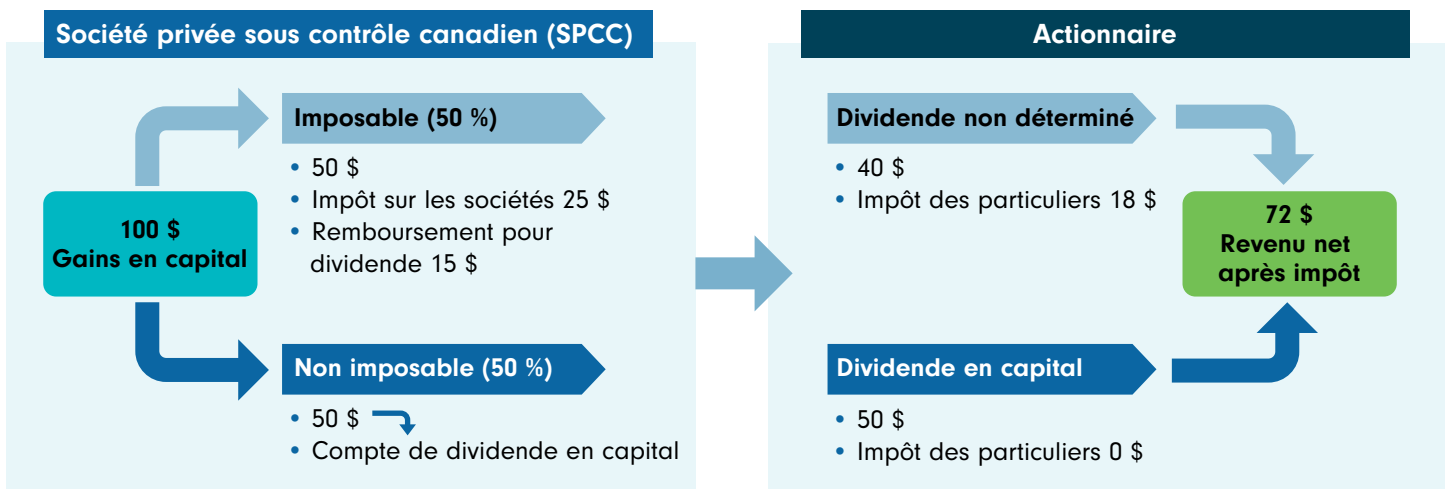 Société privée sous contrôle canadien (SPCC)
100 $
Gains en capital
Imposable (50 %)
• 50 $
• Impôt sur les sociétés 25 $
• Remboursement pour
dividende 15 $
Non imposable (50 %)
• 50 $
• Compte de dividende en capital
Actionnaire
Dividende non déterminé
• 40 $
• Impôt des particuliers 18 $
Dividende en capital
• 50 $
• Impôt des particuliers 0 $
72 $
Revenu net
après impôt